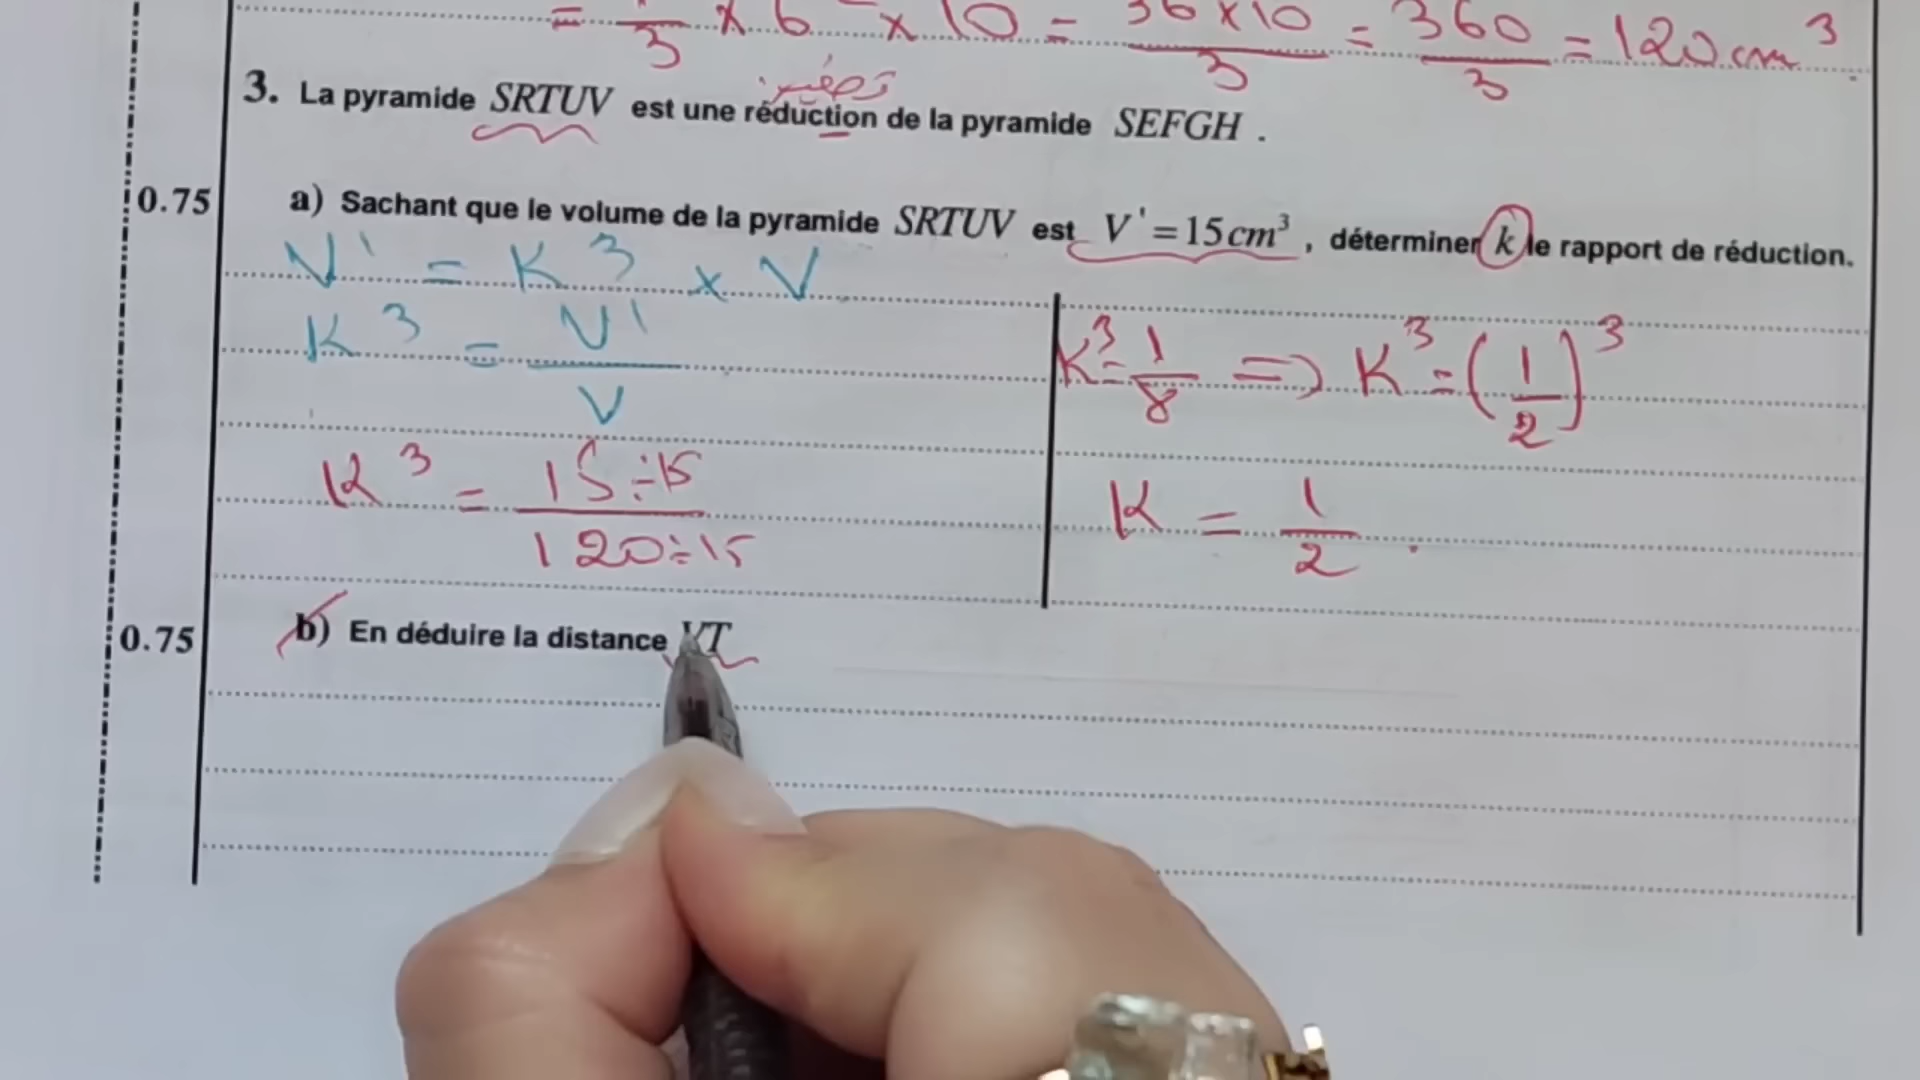 = 1/3 × 6² × 10 = 36×10/3 = 360/3 = 120 cm³
تصغير
3. La pyramide SRTUV est une réduction de la pyramide SEFGH .
0.75 a) Sachant que le volume de la pyramide SRTUV est V'=15cm³, déterminer k le rapport de réduction.
V' = K³ × V
K³ = V'/V
K³ = 15÷15/120÷15
K³ = 1/8 => K³ = (1/2)³
K = 1/2 .
0.75 b) En déduire la distance VT